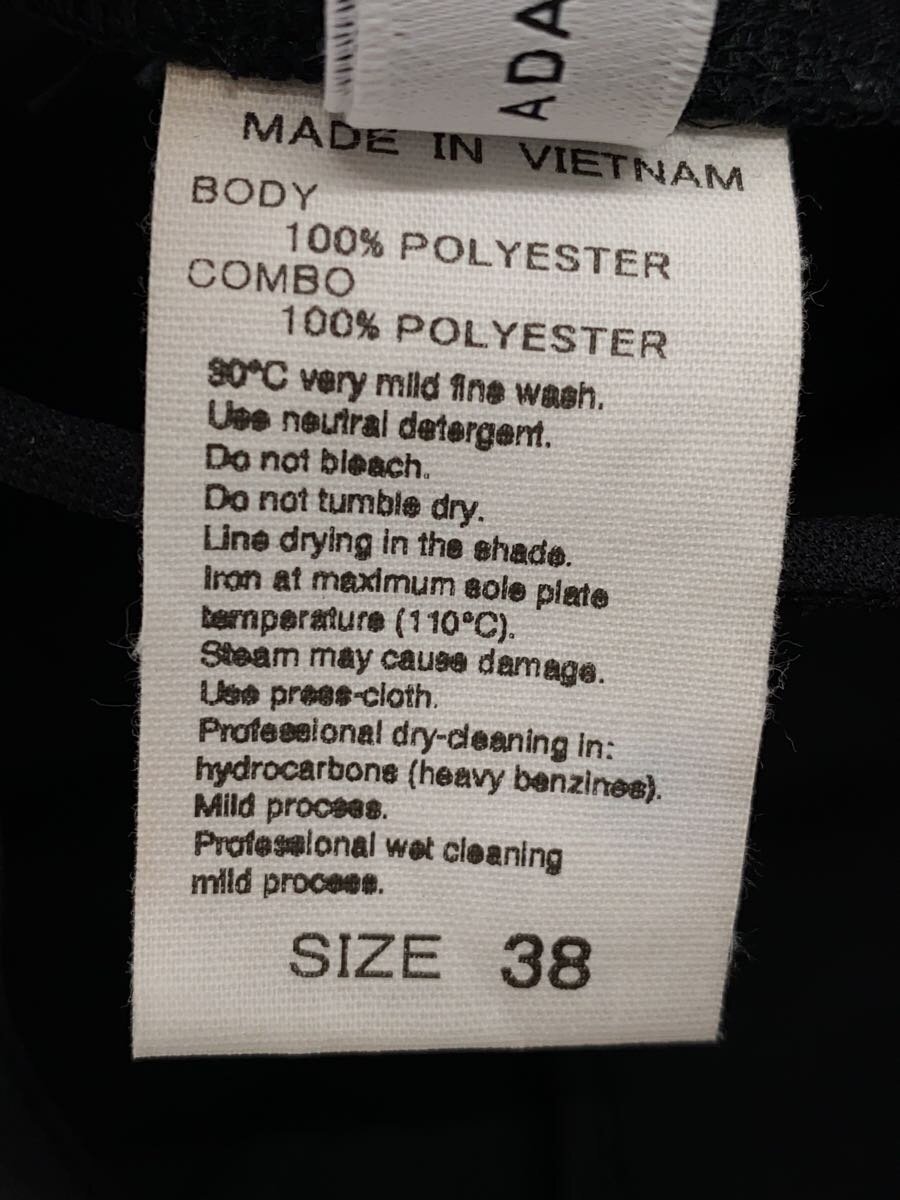 ADA
MADE IN VIETNAM
BODY
100% POLYESTER
COMBO
100% POLYESTER
30°C very mild fine wash.
Use neutral detergent.
Do not bleach.
Do not tumble dry.
Line drying in the shade.
Iron at maximum sole plate
temperature (110°C).
Steam may cause damage.
Use press-cloth.
Professional dry-cleaning in:
hydrocarbons (heavy benzines).
Mild process.
Professional wet cleaning
mild process.
SIZE 38